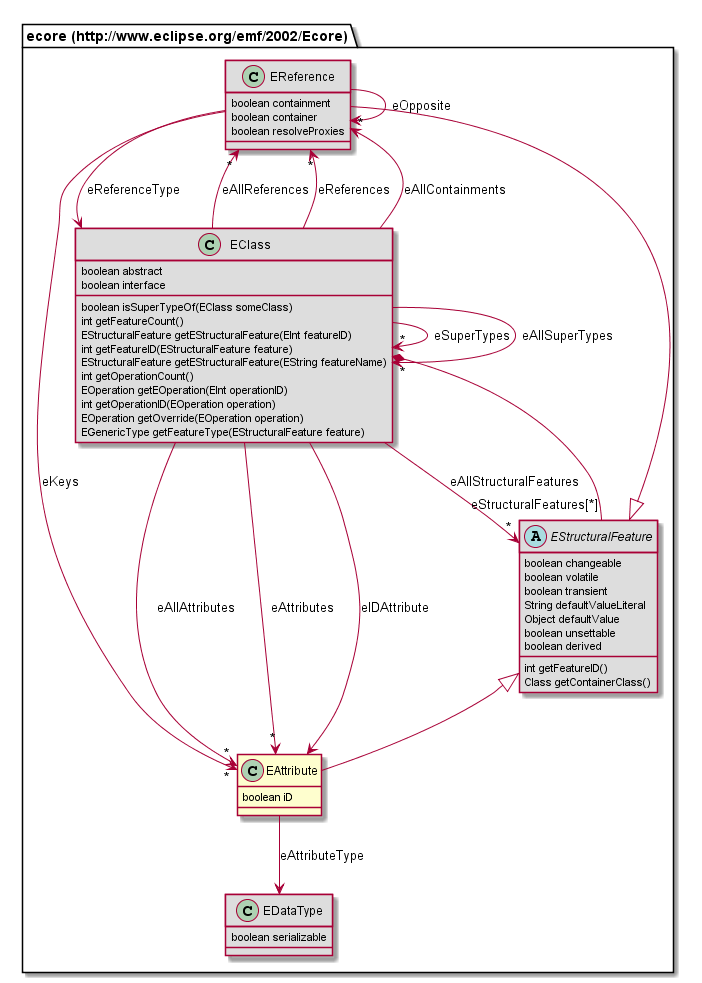 ecore (http://www.eclipse.org/emf/2002/Ecore)
C EReference
boolean containment
boolean container
boolean resolveProxies
eOpposite
*
eReferenceType
*
eAllReferences
*
eReferences
*
eAllContainments
C EClass
boolean abstract
boolean interface
boolean isSuperTypeOf(EClass someClass)
int getFeatureCount()
EStructuralFeature getEStructuralFeature(EInt featureID)
int getFeatureID(EStructuralFeature feature)
EStructuralFeature getEStructuralFeature(EString featureName)
int getOperationCount()
EOperation getEOperation(EInt operationID)
int getOperationID(EOperation operation)
EOperation getOverride(EOperation operation)
EGenericType getFeatureType(EStructuralFeature feature)
*
eSuperTypes
*
eAllSuperTypes
eKeys
*
eAllStructuralFeatures
*
eStructuralFeatures[*]
A EStructuralFeature
boolean changeable
boolean volatile
boolean transient
String defaultValueLiteral
Object defaultValue
boolean unsettable
boolean derived
int getFeatureID()
Class getContainerClass()
eAllAttributes
*
eAttributes
*
eIDAttribute
C EAttribute
boolean iD
eAttributeType
C EDataType
boolean serializable